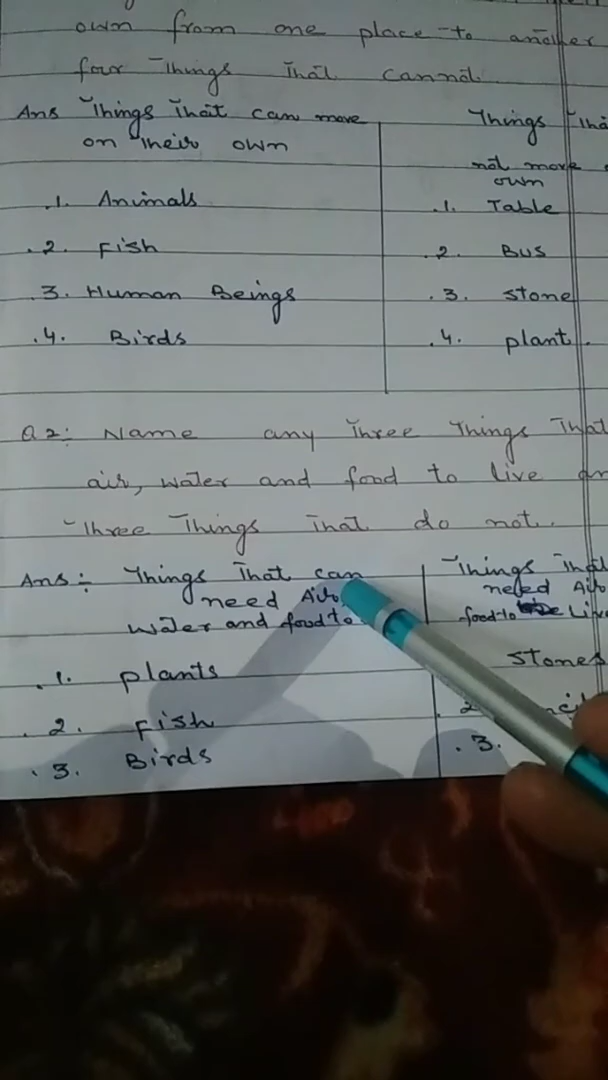 own from one place to another
four Things That cannot
Ans Things That can move
on Their own
Things
not move
own
.1. Animals
.1. Table
.2. Fish
2. Bus
.3. Human Beings
.3. stone
.4. Birds
.4. plant.
Q2:- Name any Three Things That
air, water and food to live
Three Things That do not.
Ans:- Things That can
need Air
water and food to
Things That
need Air
food to Live
.1. plants
stones
.2. Fish
2.
.3. Birds
.3.